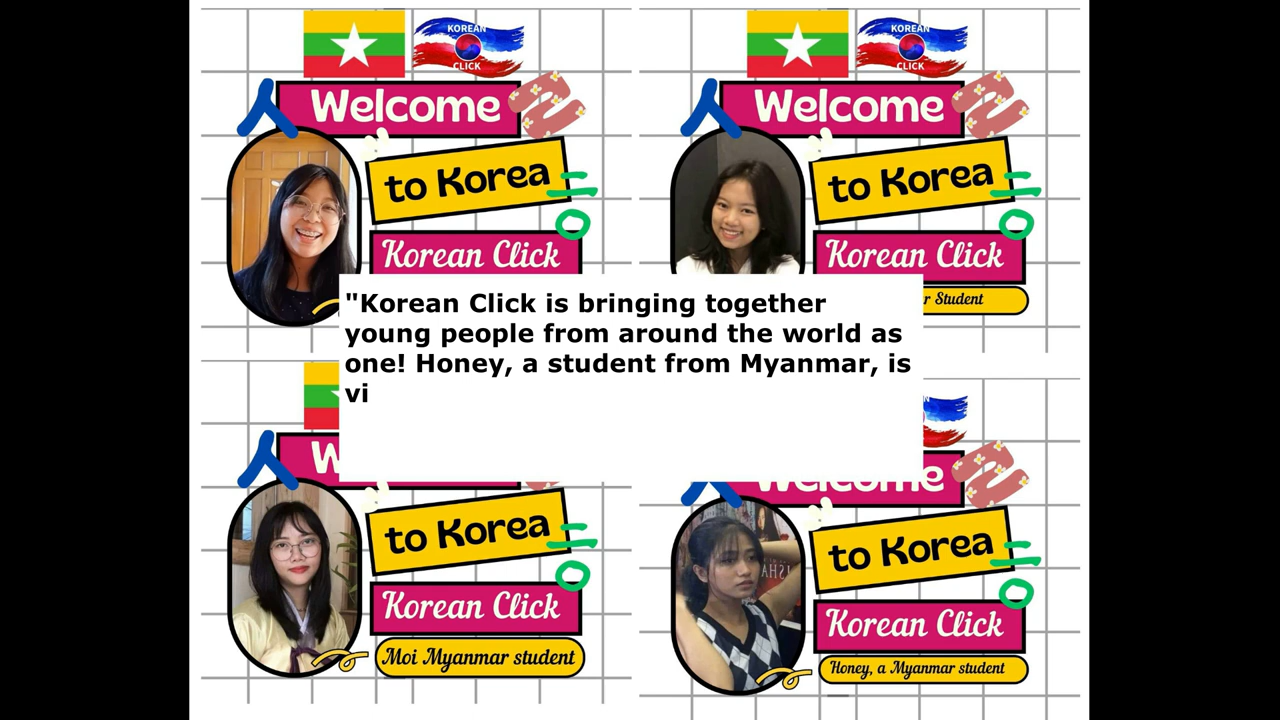 KOREAN
CLICK
Welcome
to Korea
Korean Click
KOREAN
CLICK
Welcome
to Korea
Korean Click
r Student
"Korean Click is bringing together
young people from around the world as
one! Honey, a student from Myanmar, is
vi
W
to Korea
Korean Click
Moi Myanmar student
Welcome
to Korea
Korean Click
Honey, a Myanmar student